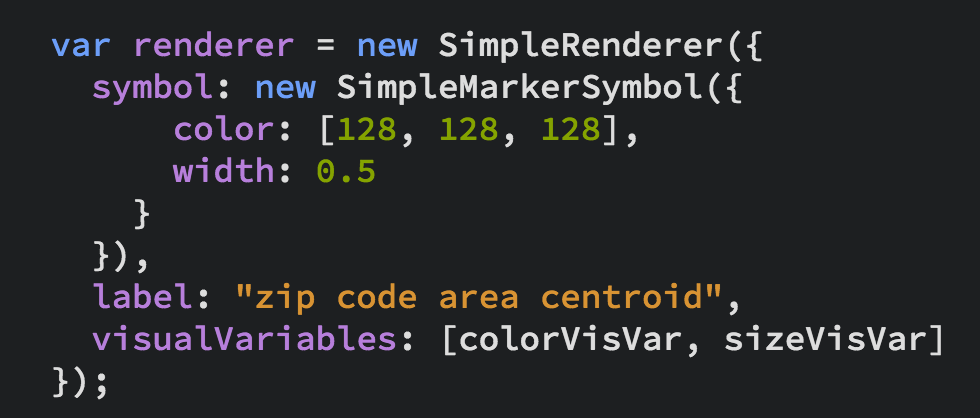 var renderer = new SimpleRenderer({
  symbol: new SimpleMarkerSymbol({
      color: [128, 128, 128],
      width: 0.5
    }
  }),
  label: "zip code area centroid",
  visualVariables: [colorVisVar, sizeVisVar]
});